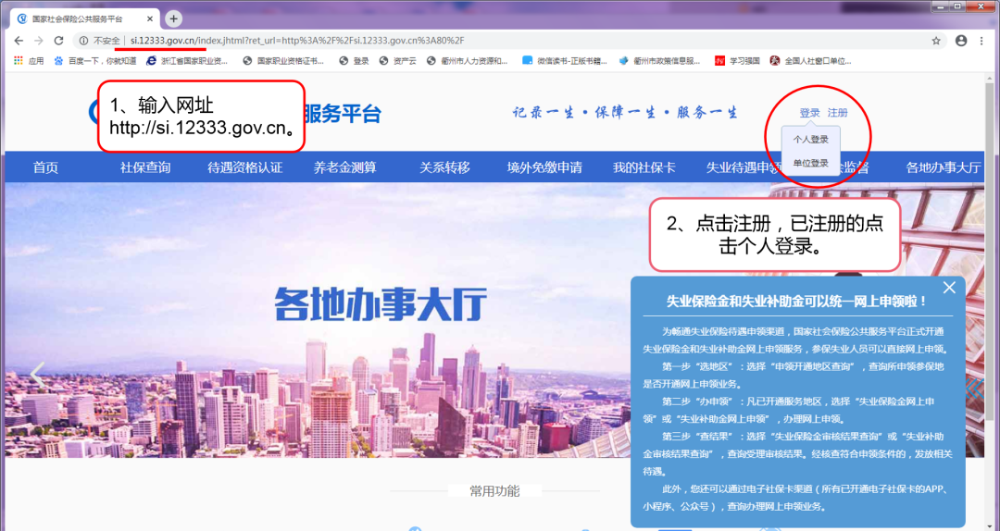 国家社会保险公共服务平台
不安全 | si.12333.gov.cn/index.jhtml?ret_url=http%3A%2F%2Fsi.12333.gov.cn%3A80%2F
应用 百度一下,你就知道 浙江省国家职业资... 国家职业资格证书... 登录 资产云 衢州市人力资源和... 微信读书-正版书籍... 衢州市政策信息服... 学习强国 全国人社窗口单位...
1、输入网址
http://si.12333.gov.cn。
服务平台
记录一生·保障一生·服务一生
登录 注册
个人登录
单位登录
首页 社保查询 待遇资格认证 养老金测算 关系转移 境外免缴申请 我的社保卡 失业待遇申领 监督 各地办事大厅
2、点击注册,已注册的点
击个人登录。
各地办事大厅
失业保险金和失业补助金可以统一网上申领啦!
为畅通失业保险待遇申领渠道,国家社会保险公共服务平台正式开通
失业保险金和失业补助金网上申领服务,参保失业人员可以直接网上申领。
第一步“选地区”:选择“申领开通地区查询”,查询所申领参保地
是否开通网上申领业务。
第二步“办申领”:凡已开通服务地区,选择“失业保险金网上申
领”或“失业补助金网上申领”,办理网上申领。
第三步“查结果”:选择“失业保险金审核结果查询”或“失业补助
金审核结果查询”,查询受理审核结果。经核查符合申领条件的,发放相关
待遇。
此外,您还可以通过电子社保卡渠道(所有已开通电子社保卡的APP、
小程序、公众号),查询办理网上申领业务。
常用功能